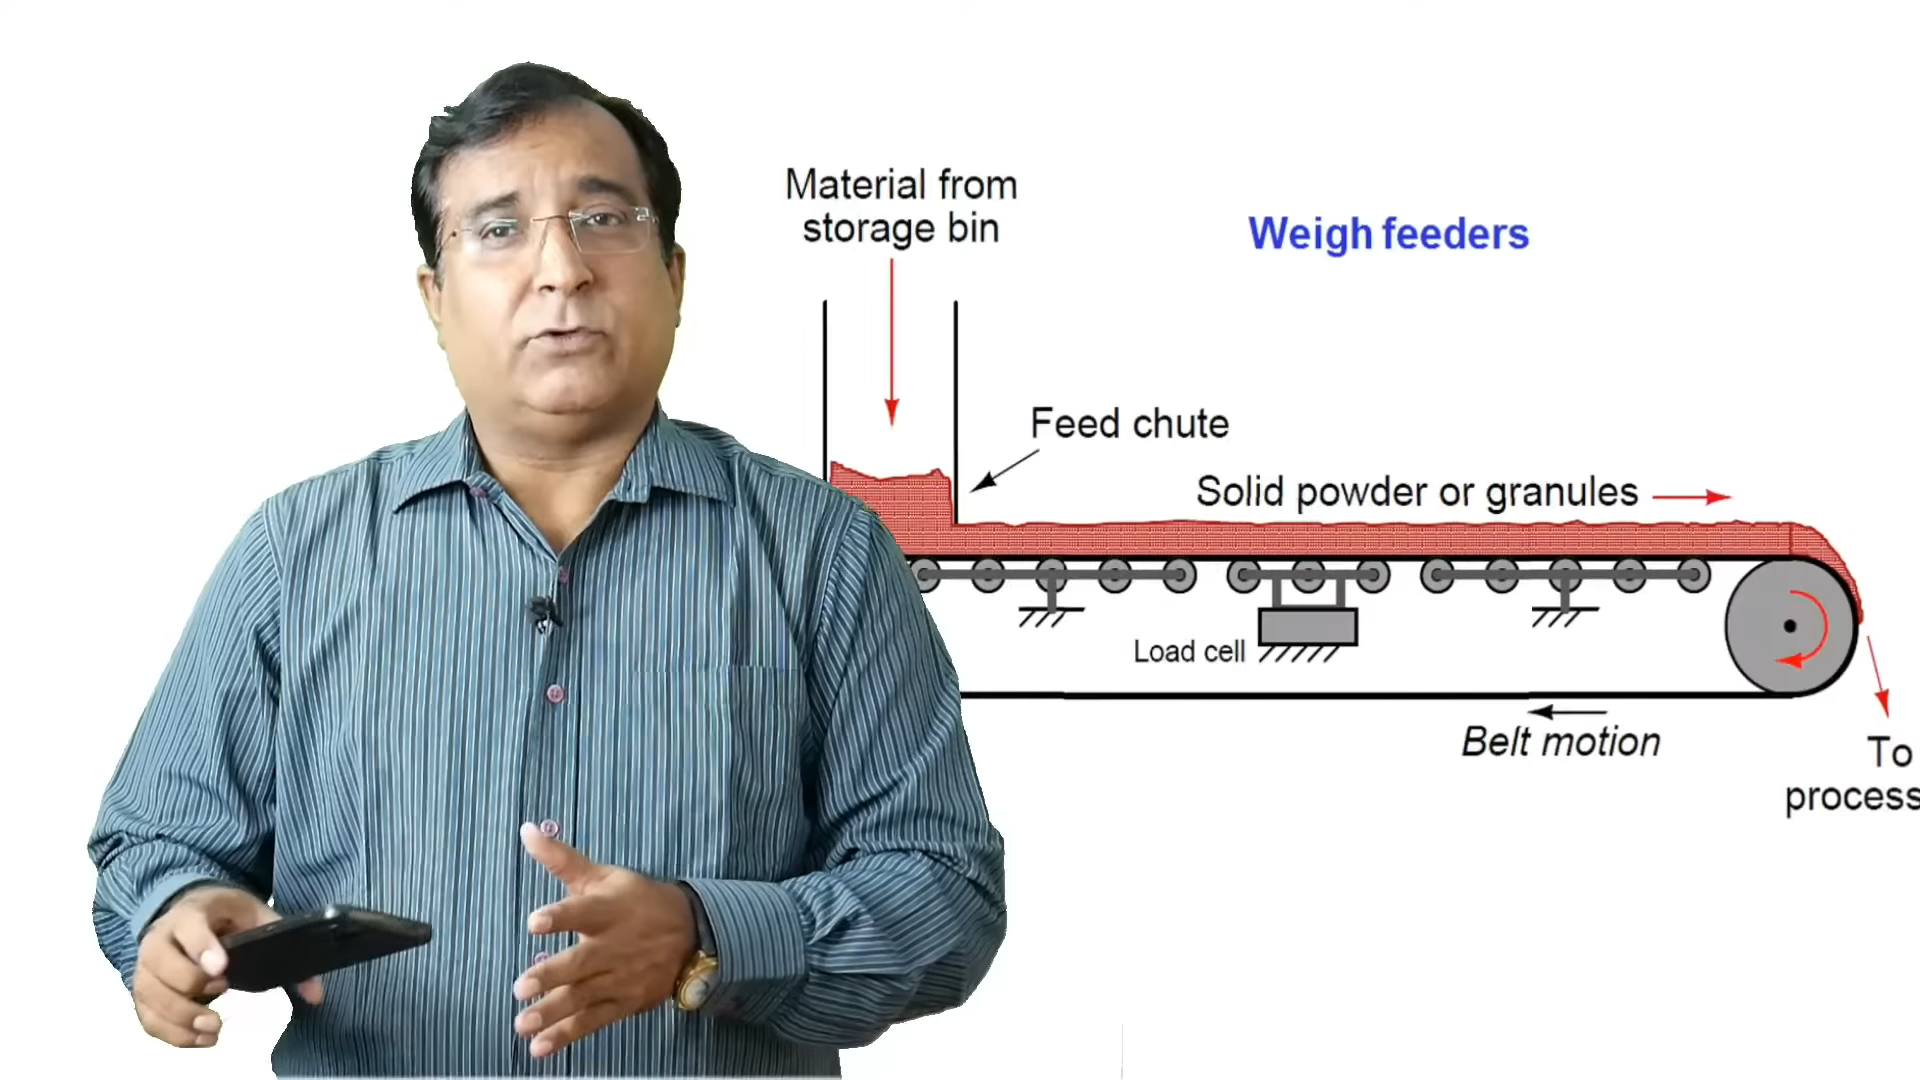 Material from
storage bin
Weigh feeders
Feed chute
Solid powder or granules
Load cell
Belt motion
To
process